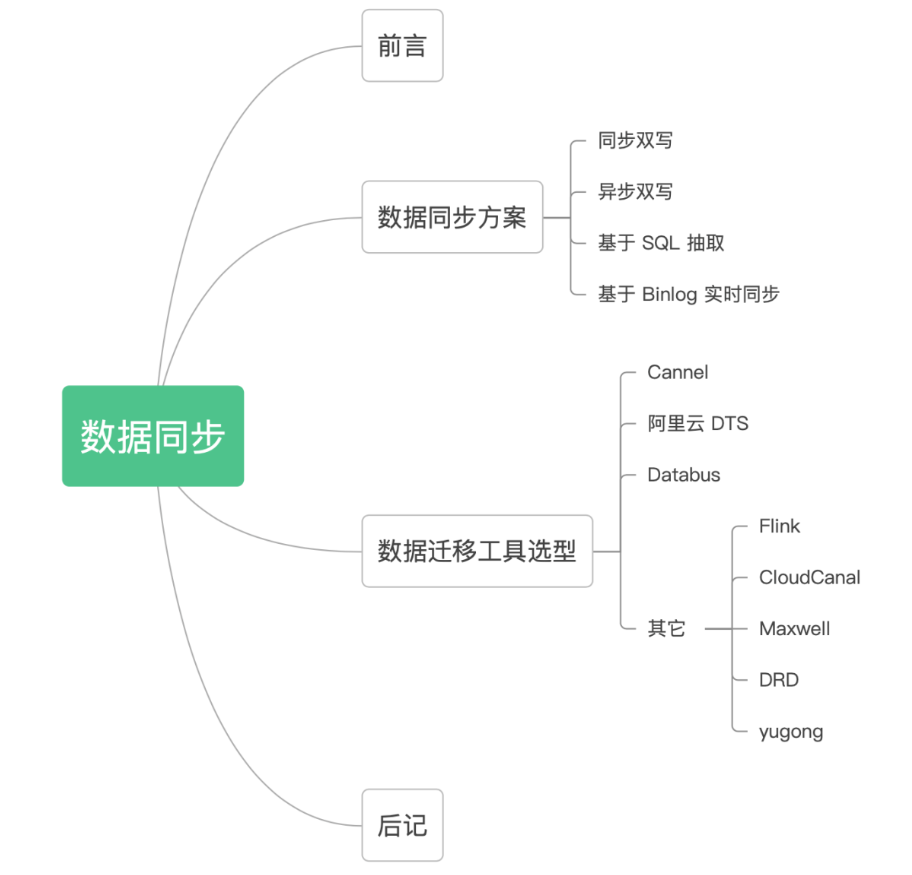 前言
数据同步方案
同步双写
异步双写
基于 SQL 抽取
基于 Binlog 实时同步
数据同步
数据迁移工具选型
Cannel
阿里云 DTS
Databus
其它
Flink
CloudCanal
Maxwell
DRD
yugong
后记